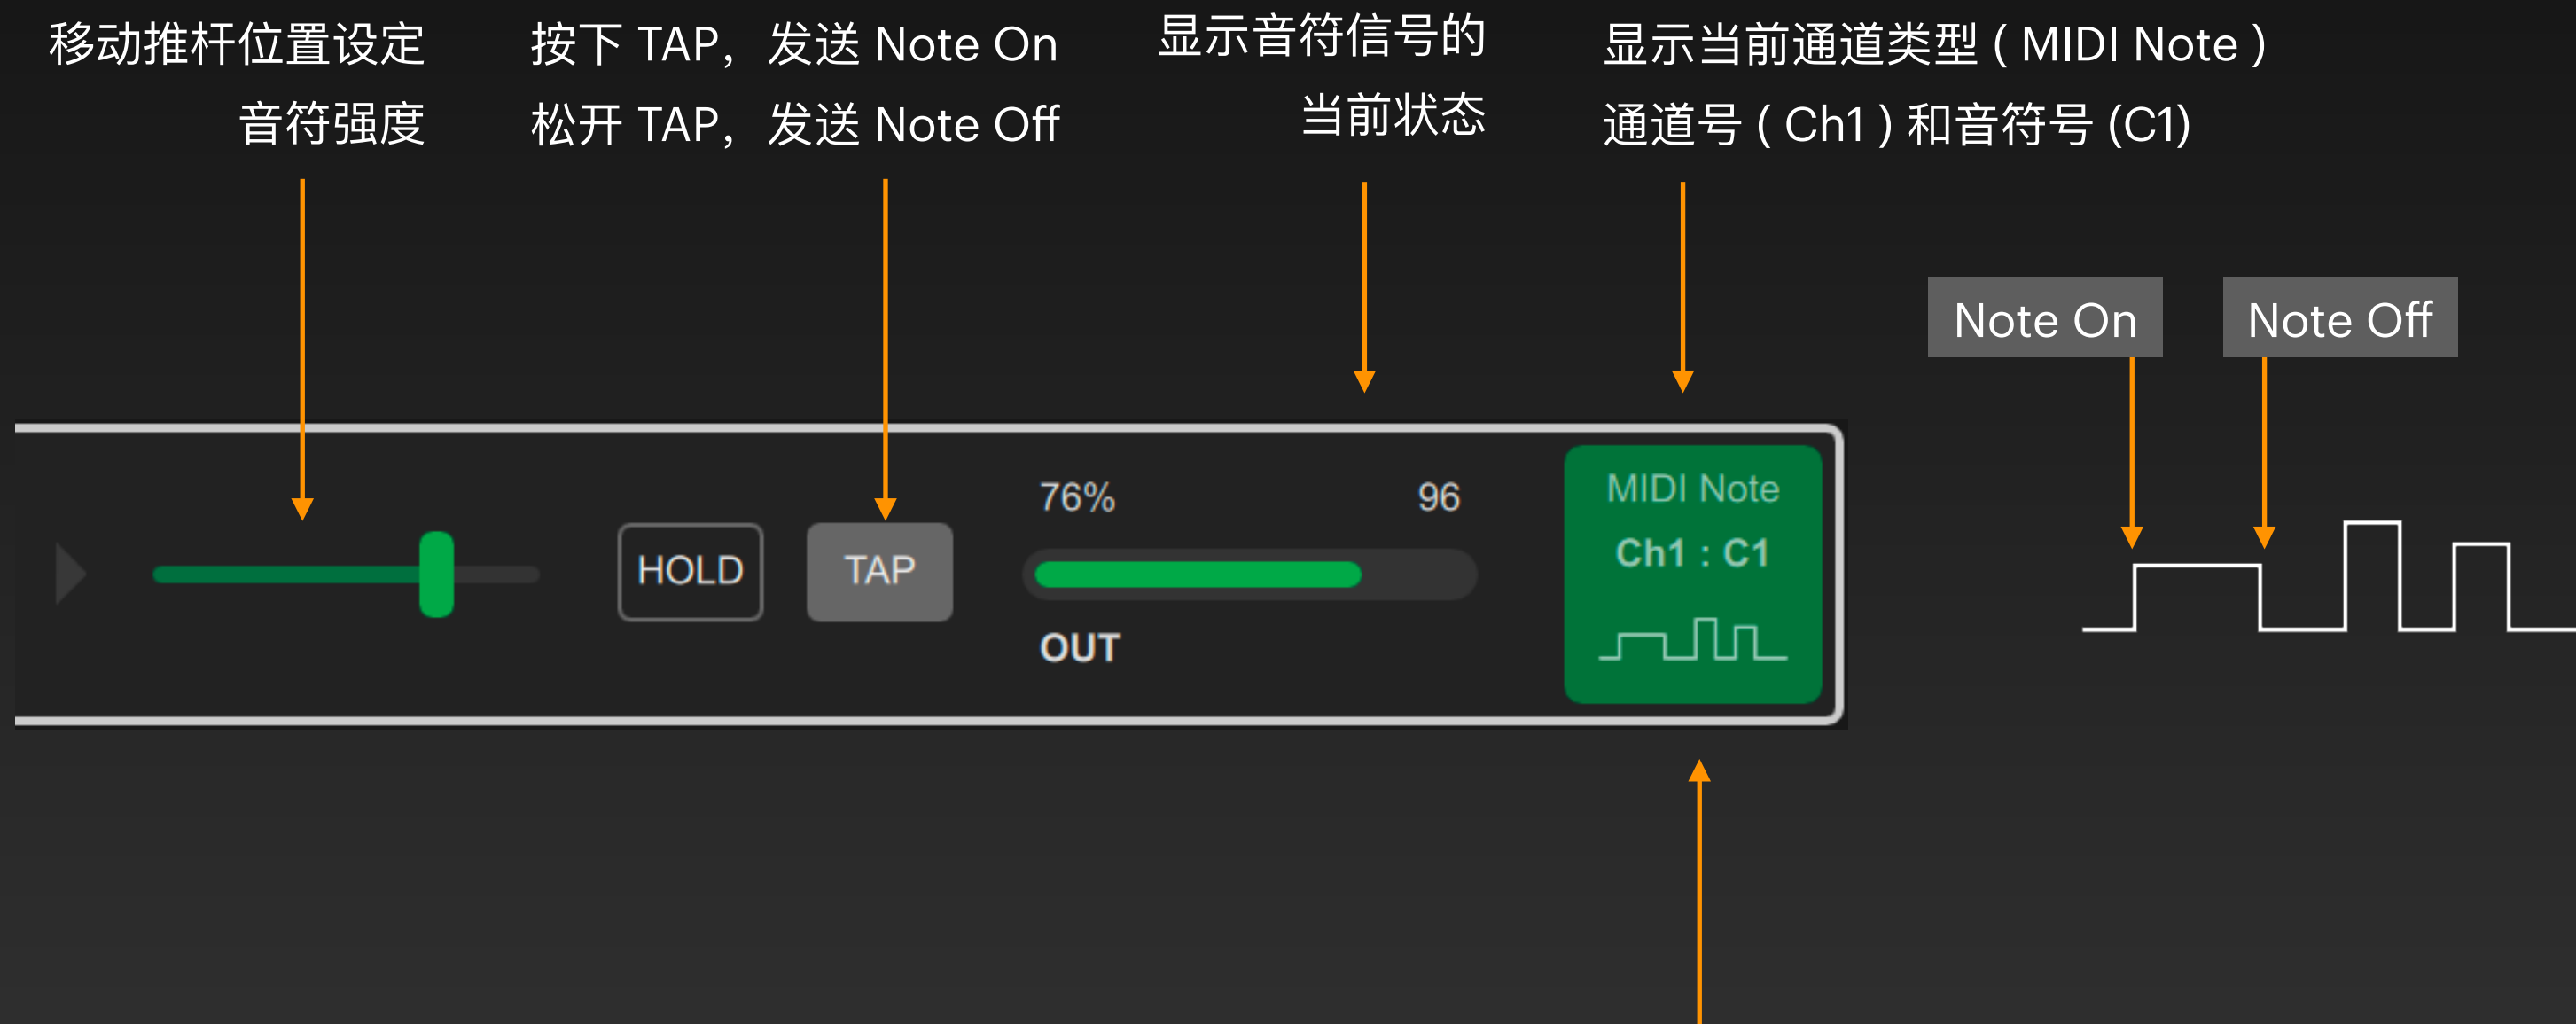 移动推杆位置设定
音符强度
按下 TAP，发送 Note On
松开 TAP，发送 Note Off
显示音符信号的
当前状态
显示当前通道类型 ( MIDI Note )
通道号 ( Ch1 ) 和音符号 (C1)
Note On
Note Off
HOLD
TAP
76%
96
OUT
MIDI Note
Ch1 : C1